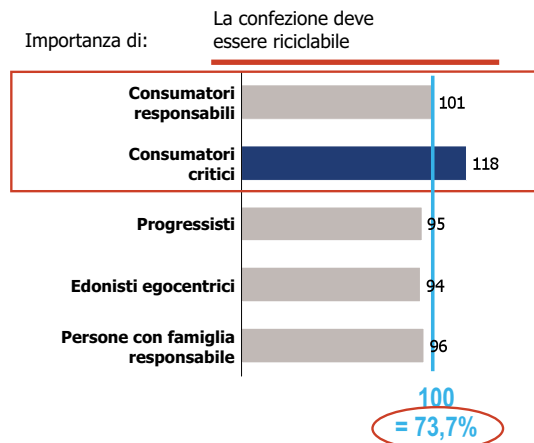 Importanza di:
La confezione deve
essere riciclabile
Consumatori
responsabili
101
Consumatori
critici
118
Progressisti
95
Edonisti egocentrici
94
Persone con famiglia
responsabile
96
100
= 73,7%